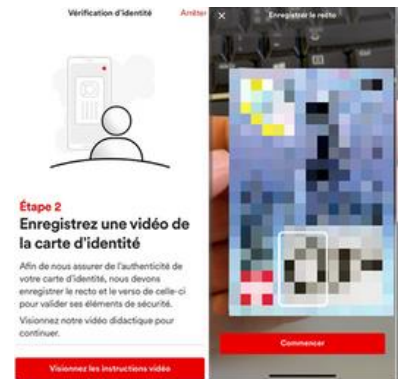 Vérification d'identité
Arrêter
Étape 2
Enregistrez une vidéo de
la carte d'identité
Afin de nous assurer de l'authenticité de
votre carte d'identité, nous devons
enregistrer le recto et le verso de celle-ci
pour valider ses éléments de sécurité.
Visionnez notre vidéo didactique pour
continuer.
Visionnez les instructions vidéo
Enregistrer le recto
Commencer